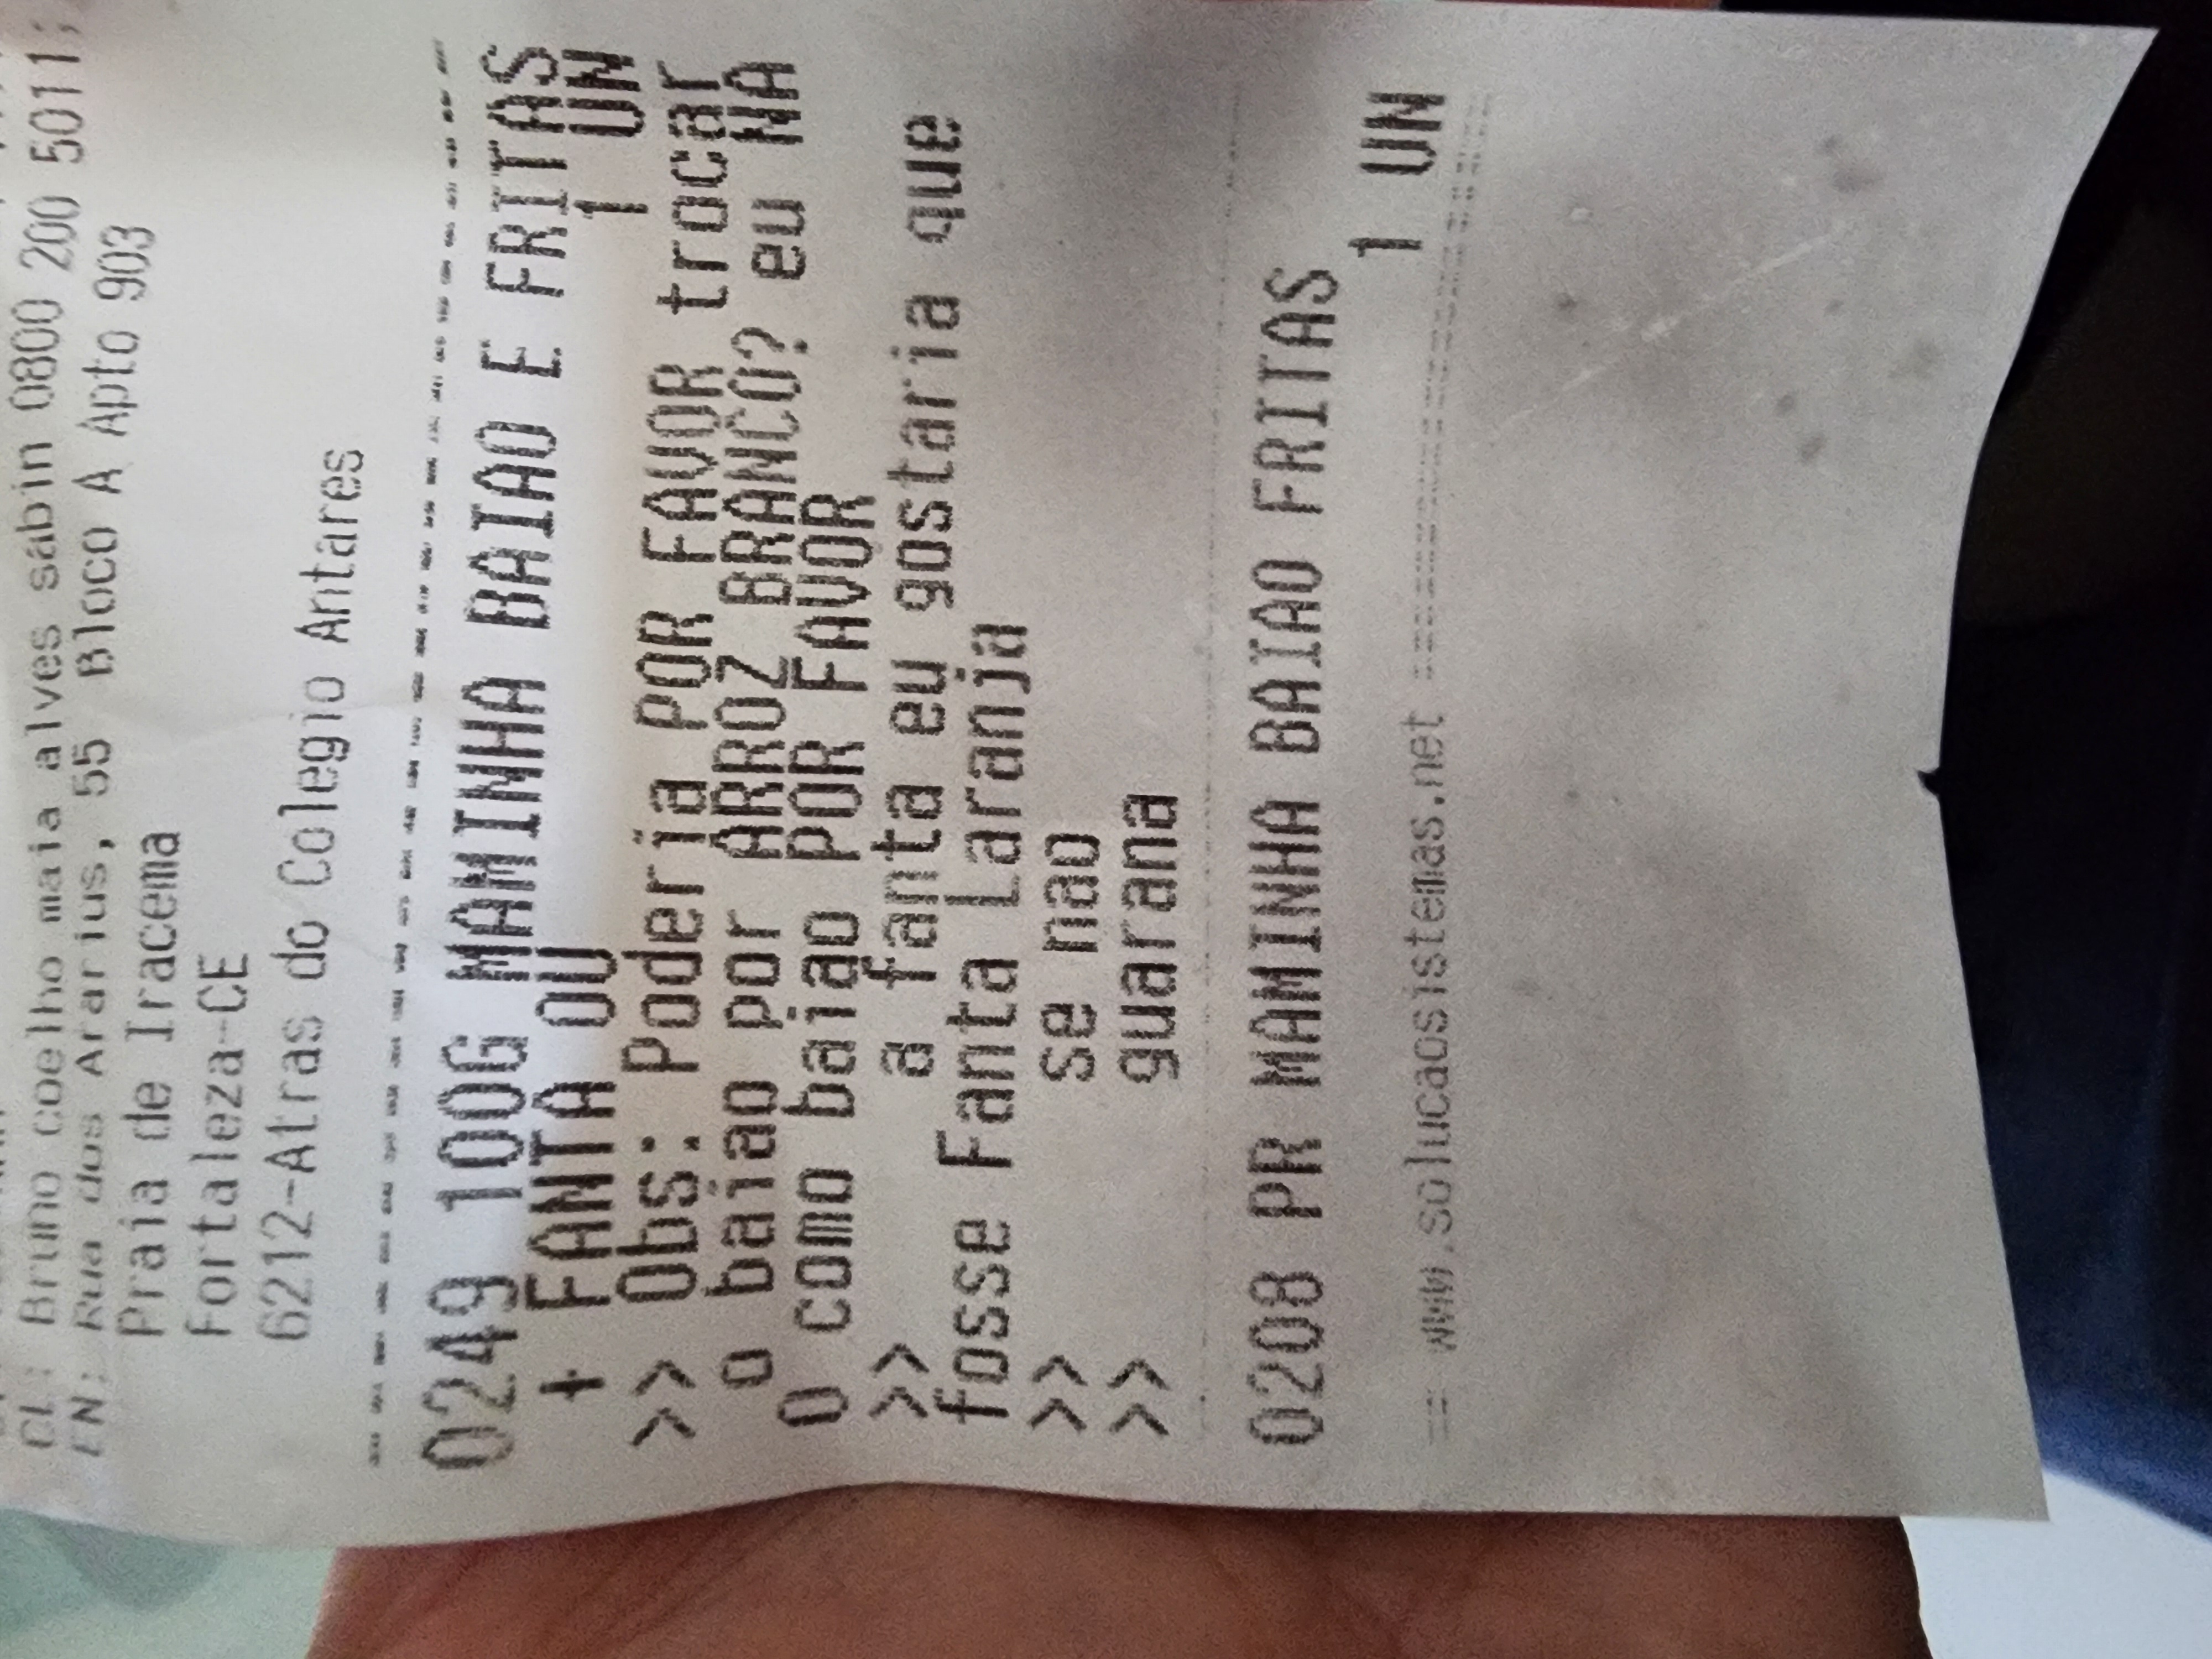 CL: Bruno coelho maia alves sabin 0800 200 5011;
EN: Rua dos Ararius, 55 Bloco A Apto 903
Praia de Iracema
Fortaleza-CE
6212-Atras do Colegio Antares
0249 100G MAMINHA BAIAO E FRITAS
+ FANTA OU 1 UN
>> Obs: Poderia POR FAVOR trocar
o baiao por ARROZ BRANCO? eu NA
O como baiao POR FAVOR
>> a fanta eu gostaria que
fosse Fanta Laranja
>> se nao
>> guarana
0208 PR MAMINHA BAIAO FRITAS
1 UN
== www.solucaosistemas.net ==========